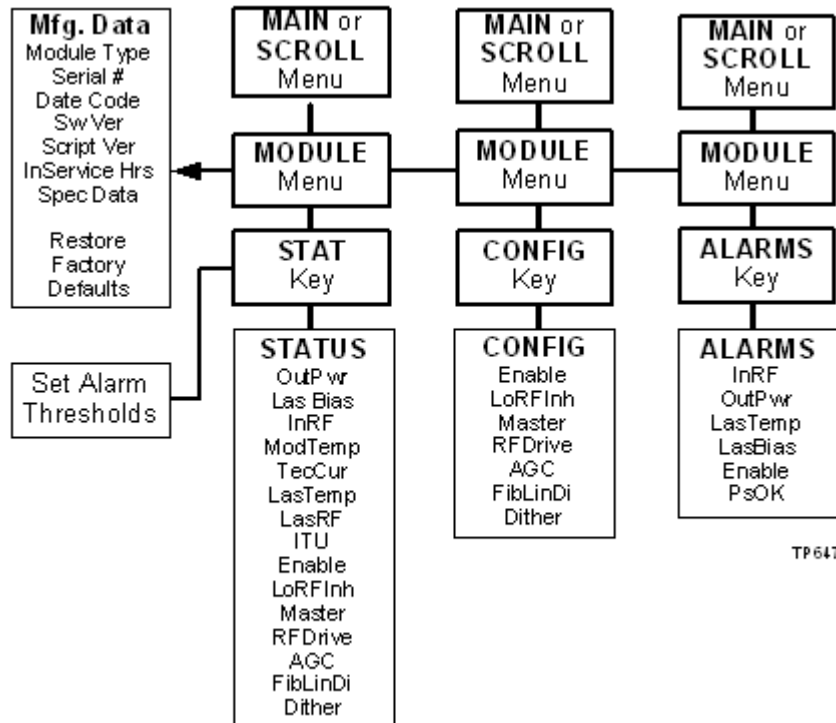 Mfg. Data
Module Type
Serial #
Date Code
Sw Ver
Script Ver
InService Hrs
Spec Data
Restore
Factory
Defaults
Set Alarm
Thresholds
MAIN or
SCROLL
Menu
MODULE
Menu
STAT
Key
STATUS
OutPwr
Las Bias
InRF
ModTemp
TecCur
LasTemp
LasRF
ITU
Enable
LoRFInh
Master
RFDrive
AGC
FibLinDi
Dither
MAIN or
SCROLL
Menu
MODULE
Menu
CONFIG
Key
CONFIG
Enable
LoRFInh
Master
RFDrive
AGC
FibLinDi
Dither
MAIN or
SCROLL
Menu
MODULE
Menu
ALARMS
Key
ALARMS
InRF
OutPwr
LasTemp
LasBias
Enable
PsOK
TP647